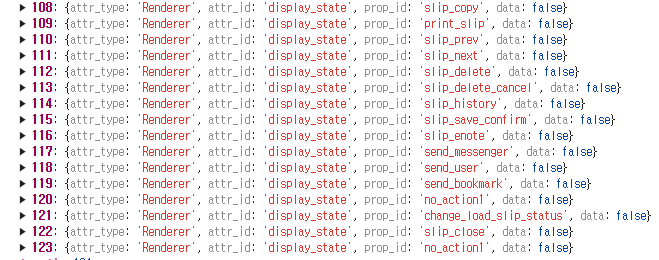 ▶ 108: {attr_type: 'Renderer', attr_id: 'display_state', prop_id: 'slip_copy', data: false}
▶ 109: {attr_type: 'Renderer', attr_id: 'display_state', prop_id: 'print_slip', data: false}
▶ 110: {attr_type: 'Renderer', attr_id: 'display_state', prop_id: 'slip_prev', data: false}
▶ 111: {attr_type: 'Renderer', attr_id: 'display_state', prop_id: 'slip_next', data: false}
▶ 112: {attr_type: 'Renderer', attr_id: 'display_state', prop_id: 'slip_delete', data: false}
▶ 113: {attr_type: 'Renderer', attr_id: 'display_state', prop_id: 'slip_delete_cancel', data: false}
▶ 114: {attr_type: 'Renderer', attr_id: 'display_state', prop_id: 'slip_history', data: false}
▶ 115: {attr_type: 'Renderer', attr_id: 'display_state', prop_id: 'slip_save_confirm', data: false}
▶ 116: {attr_type: 'Renderer', attr_id: 'display_state', prop_id: 'slip_enote', data: false}
▶ 117: {attr_type: 'Renderer', attr_id: 'display_state', prop_id: 'send_messenger', data: false}
▶ 118: {attr_type: 'Renderer', attr_id: 'display_state', prop_id: 'send_user', data: false}
▶ 119: {attr_type: 'Renderer', attr_id: 'display_state', prop_id: 'send_bookmark', data: false}
▶ 120: {attr_type: 'Renderer', attr_id: 'display_state', prop_id: 'no_action1', data: false}
▶ 121: {attr_type: 'Renderer', attr_id: 'display_state', prop_id: 'change_load_slip_status', data: false}
▶ 122: {attr_type: 'Renderer', attr_id: 'display_state', prop_id: 'slip_close', data: false}
▶ 123: {attr_type: 'Renderer', attr_id: 'display_state', prop_id: 'no_action1', data: false}